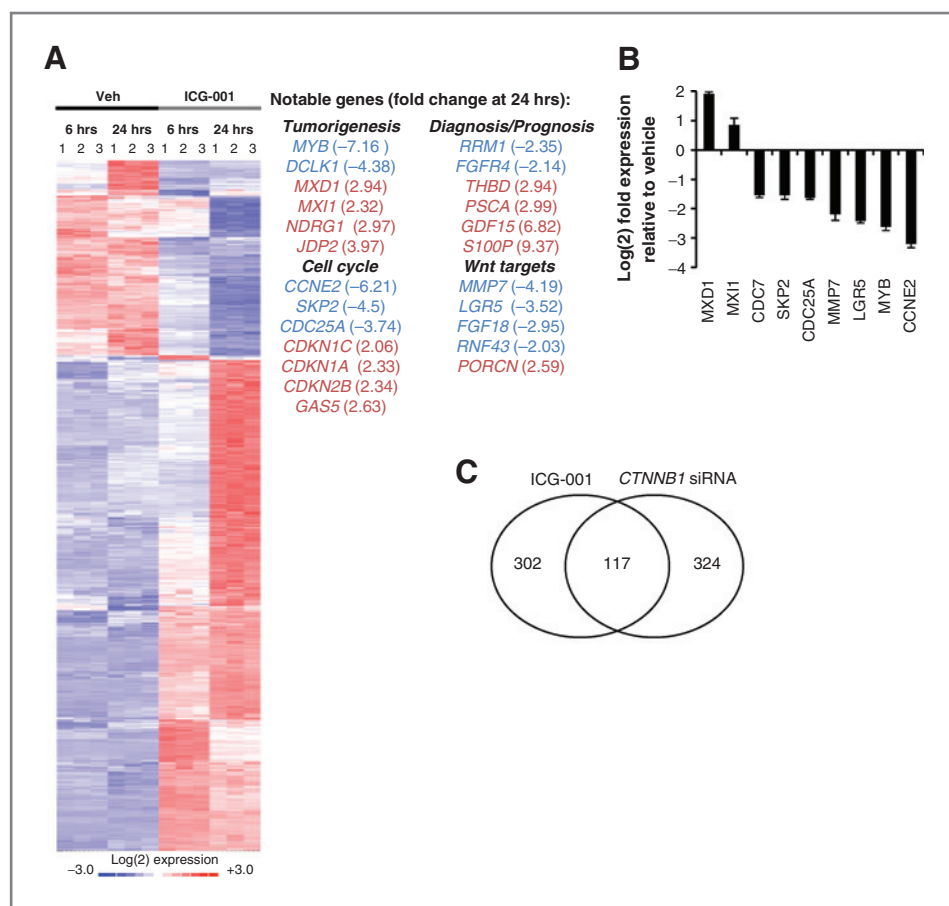 A
Veh ICG-001
6 hrs 24 hrs 6 hrs 24 hrs
1 2 3 1 2 3 1 2 3 1 2 3
Notable genes (fold change at 24 hrs):
Tumorigenesis
MYB (−7.16 )
DCLK1 (−4.38)
MXD1 (2.94)
MXI1 (2.32)
NDRG1 (2.97)
JDP2 (3.97)
Cell cycle
CCNE2 (−6.21)
SKP2 (−4.5)
CDC25A (−3.74)
CDKN1C (2.06)
CDKN1A (2.33)
CDKN2B (2.34)
GAS5 (2.63)
Diagnosis/Prognosis
RRM1 (−2.35)
FGFR4 (−2.14)
THBD (2.94)
PSCA (2.99)
GDF15 (6.82)
S100P (9.37)
Wnt targets
MMP7 (−4.19)
LGR5 (−3.52)
FGF18 (−2.95)
RNF43 (−2.03)
PORCN (2.59)
Log(2) expression
−3.0 +3.0
B
Log(2) fold expression
relative to vehicle
2
1
0
−1
−2
−3
−4
MXD1
MXI1
CDC7
SKP2
CDC25A
MMP7
LGR5
MYB
CCNE2
C
ICG-001 CTNNB1 siRNA
302 117 324